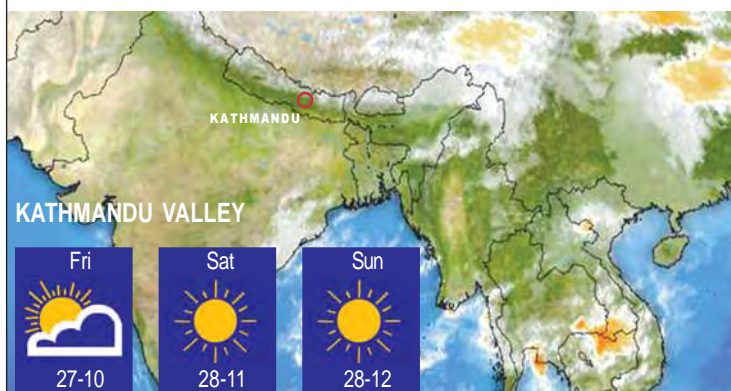 KATHMANDU
KATHMANDU VALLEY
Fri
Sat
Sun
27-10
28-11
28-12